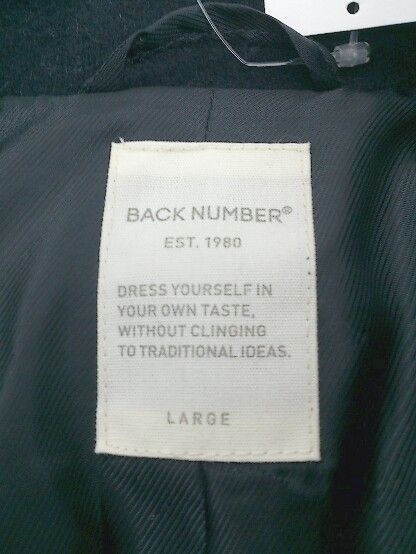 BACK NUMBER®
EST. 1980
DRESS YOURSELF IN
YOUR OWN TASTE,
WITHOUT CLINGING
TO TRADITIONAL IDEAS.
LARGE